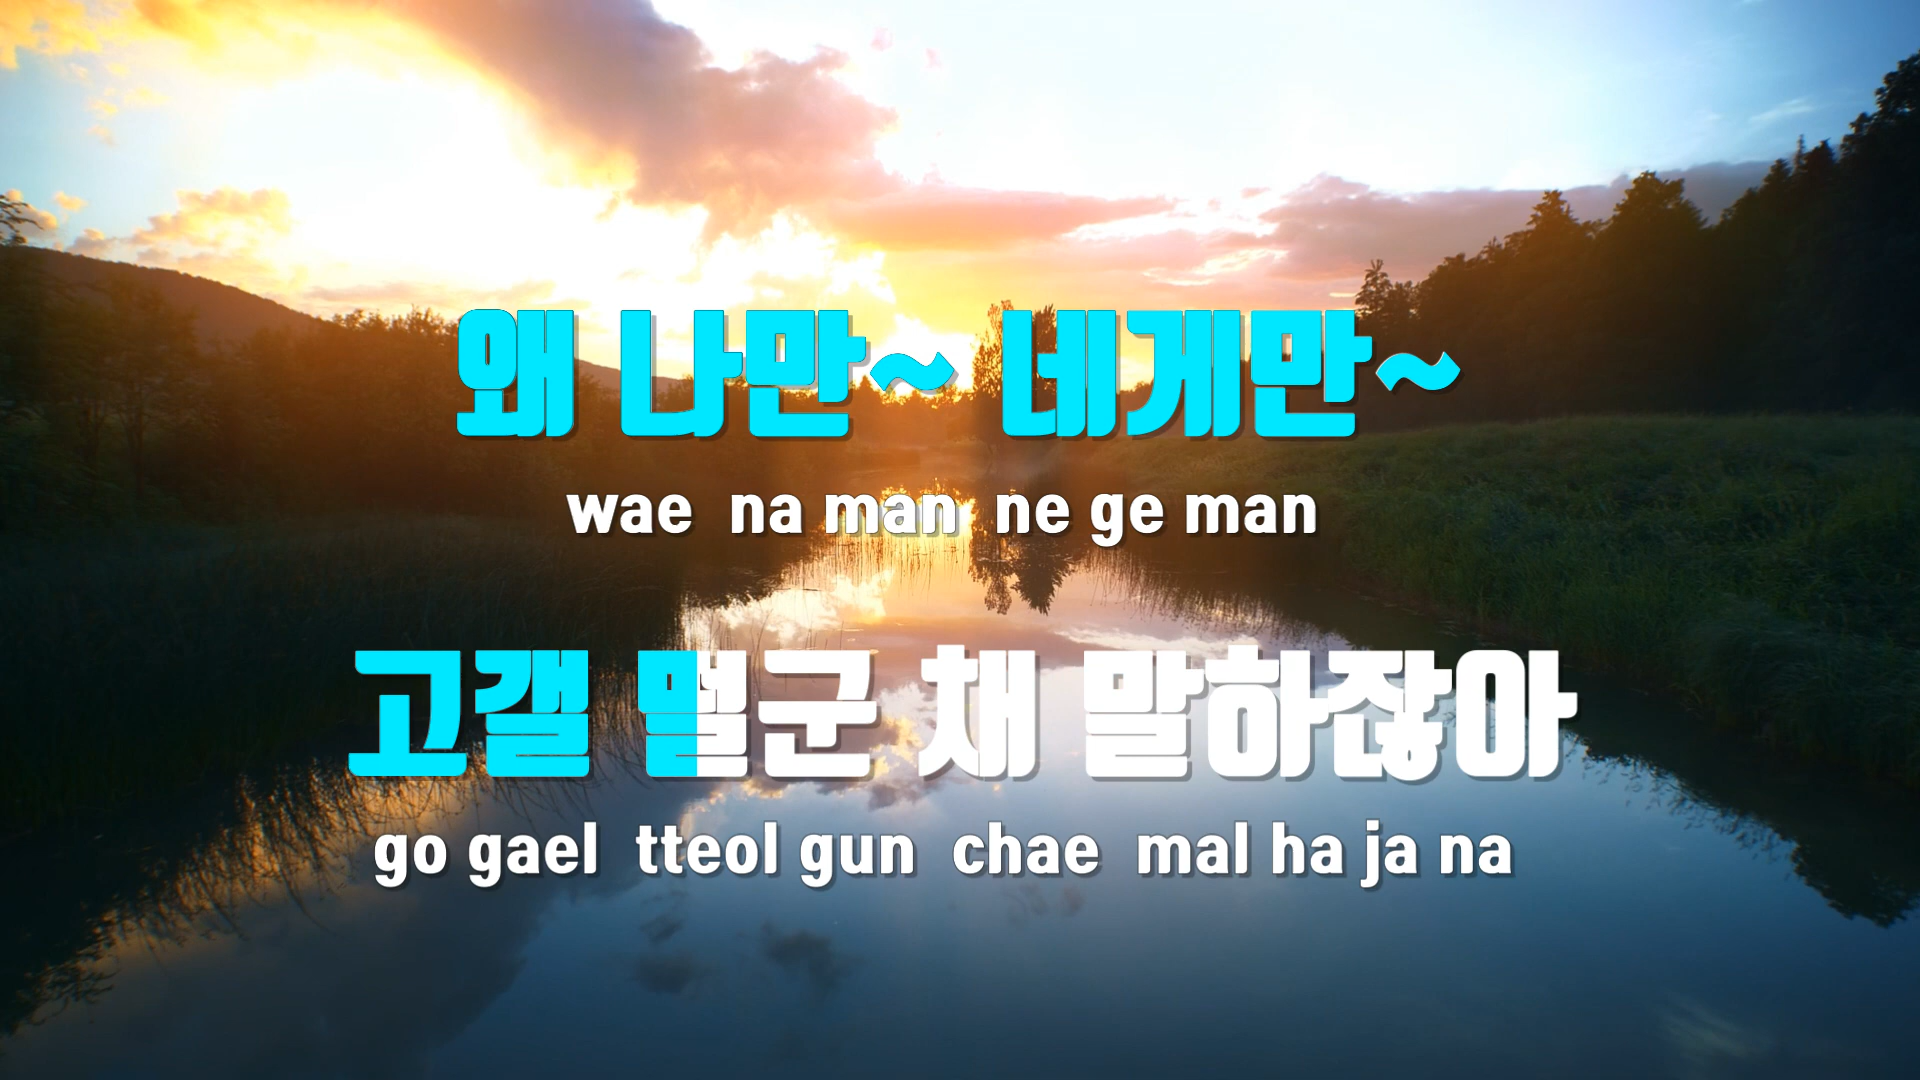 왜 나만~ 네게만~
wae na man ne ge man
고갤 떨군 채 말하잖아
go gael tteol gun chae mal ha ja na